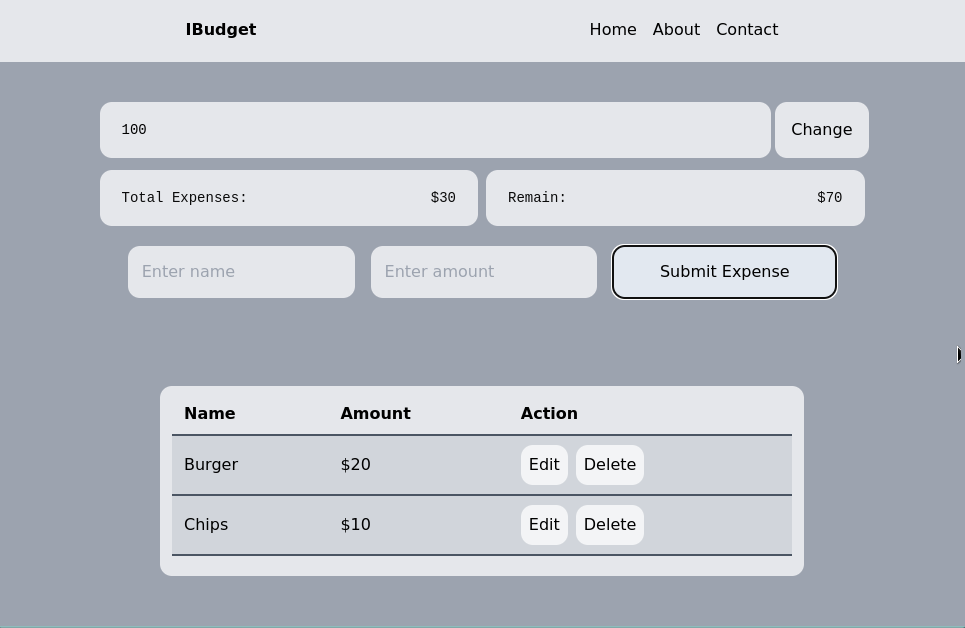 IBudget Home About Contact
100 Change
Total Expenses: $30 Remain: $70
Enter name Enter amount Submit Expense
Name Amount Action
Burger $20 Edit Delete
Chips $10 Edit Delete